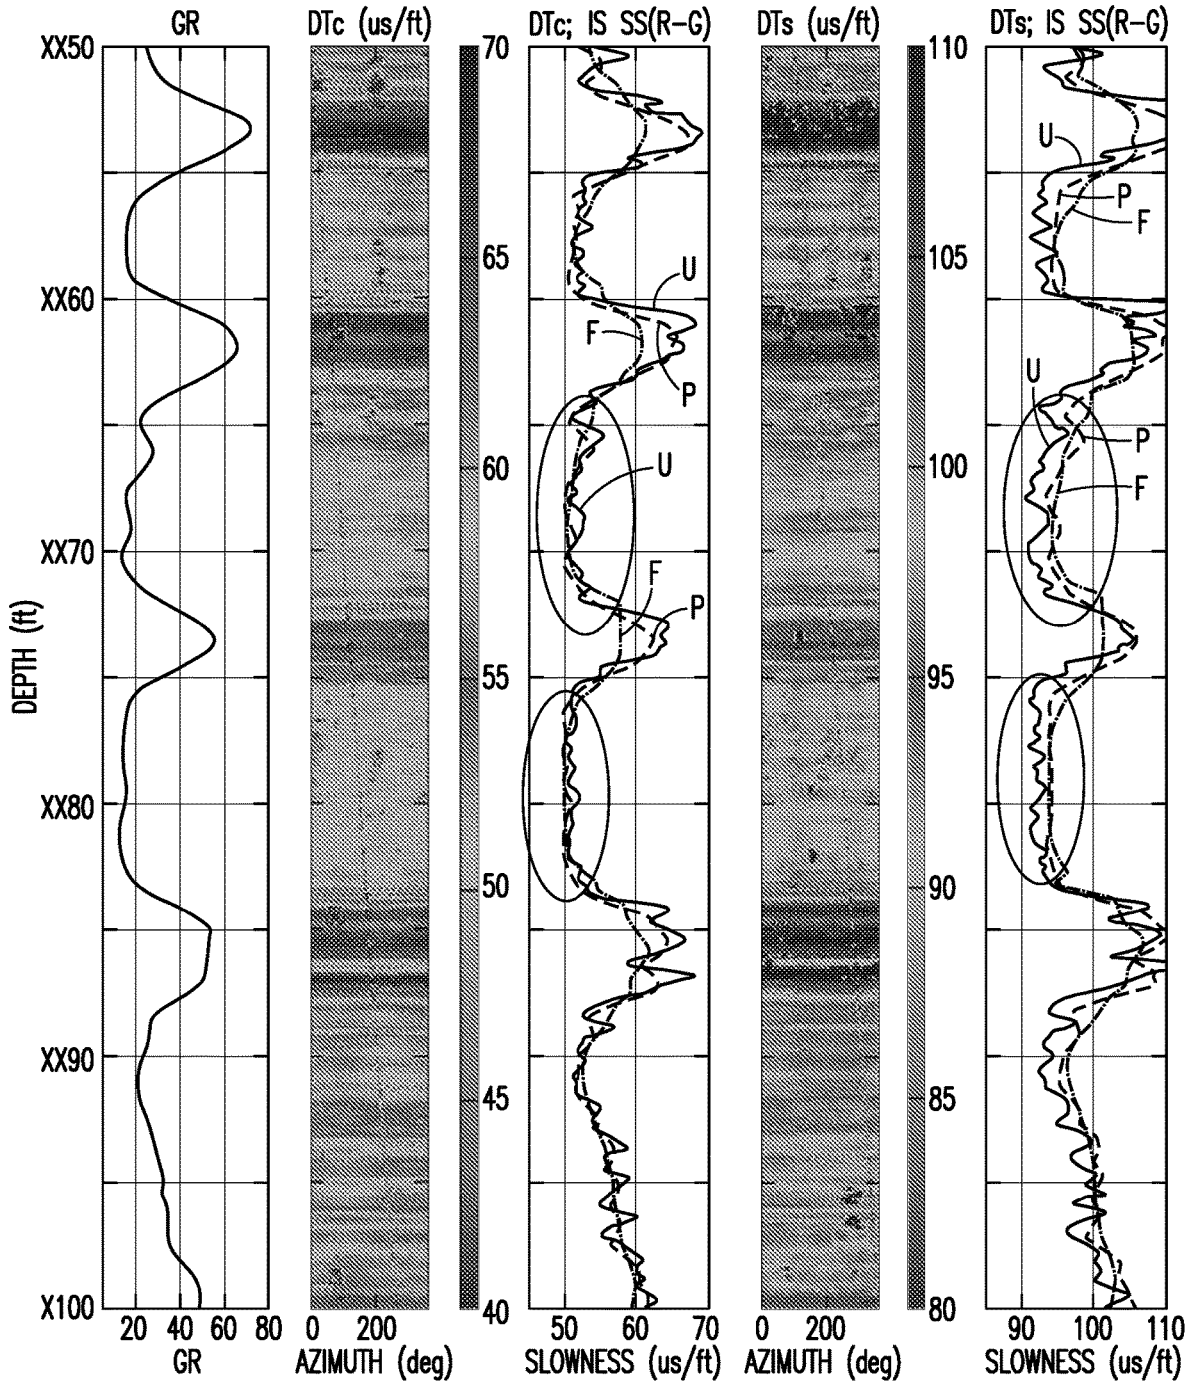 GR
DTc (us/ft)
DTc; IS SS(R–G)
DTs (us/ft)
DTs; IS SS(R–G)
XX50
XX60
XX70
XX80
XX90
X100
DEPTH (ft)
70
65
60
55
50
45
40
110
105
100
95
90
85
80
U
F
P
U
F
P
U
P
F
U
P
F
20 40 60 80
0 200
50 60 70
0 200
90 100 110
GR
AZIMUTH (deg)
SLOWNESS (us/ft)
AZIMUTH (deg)
SLOWNESS (us/ft)